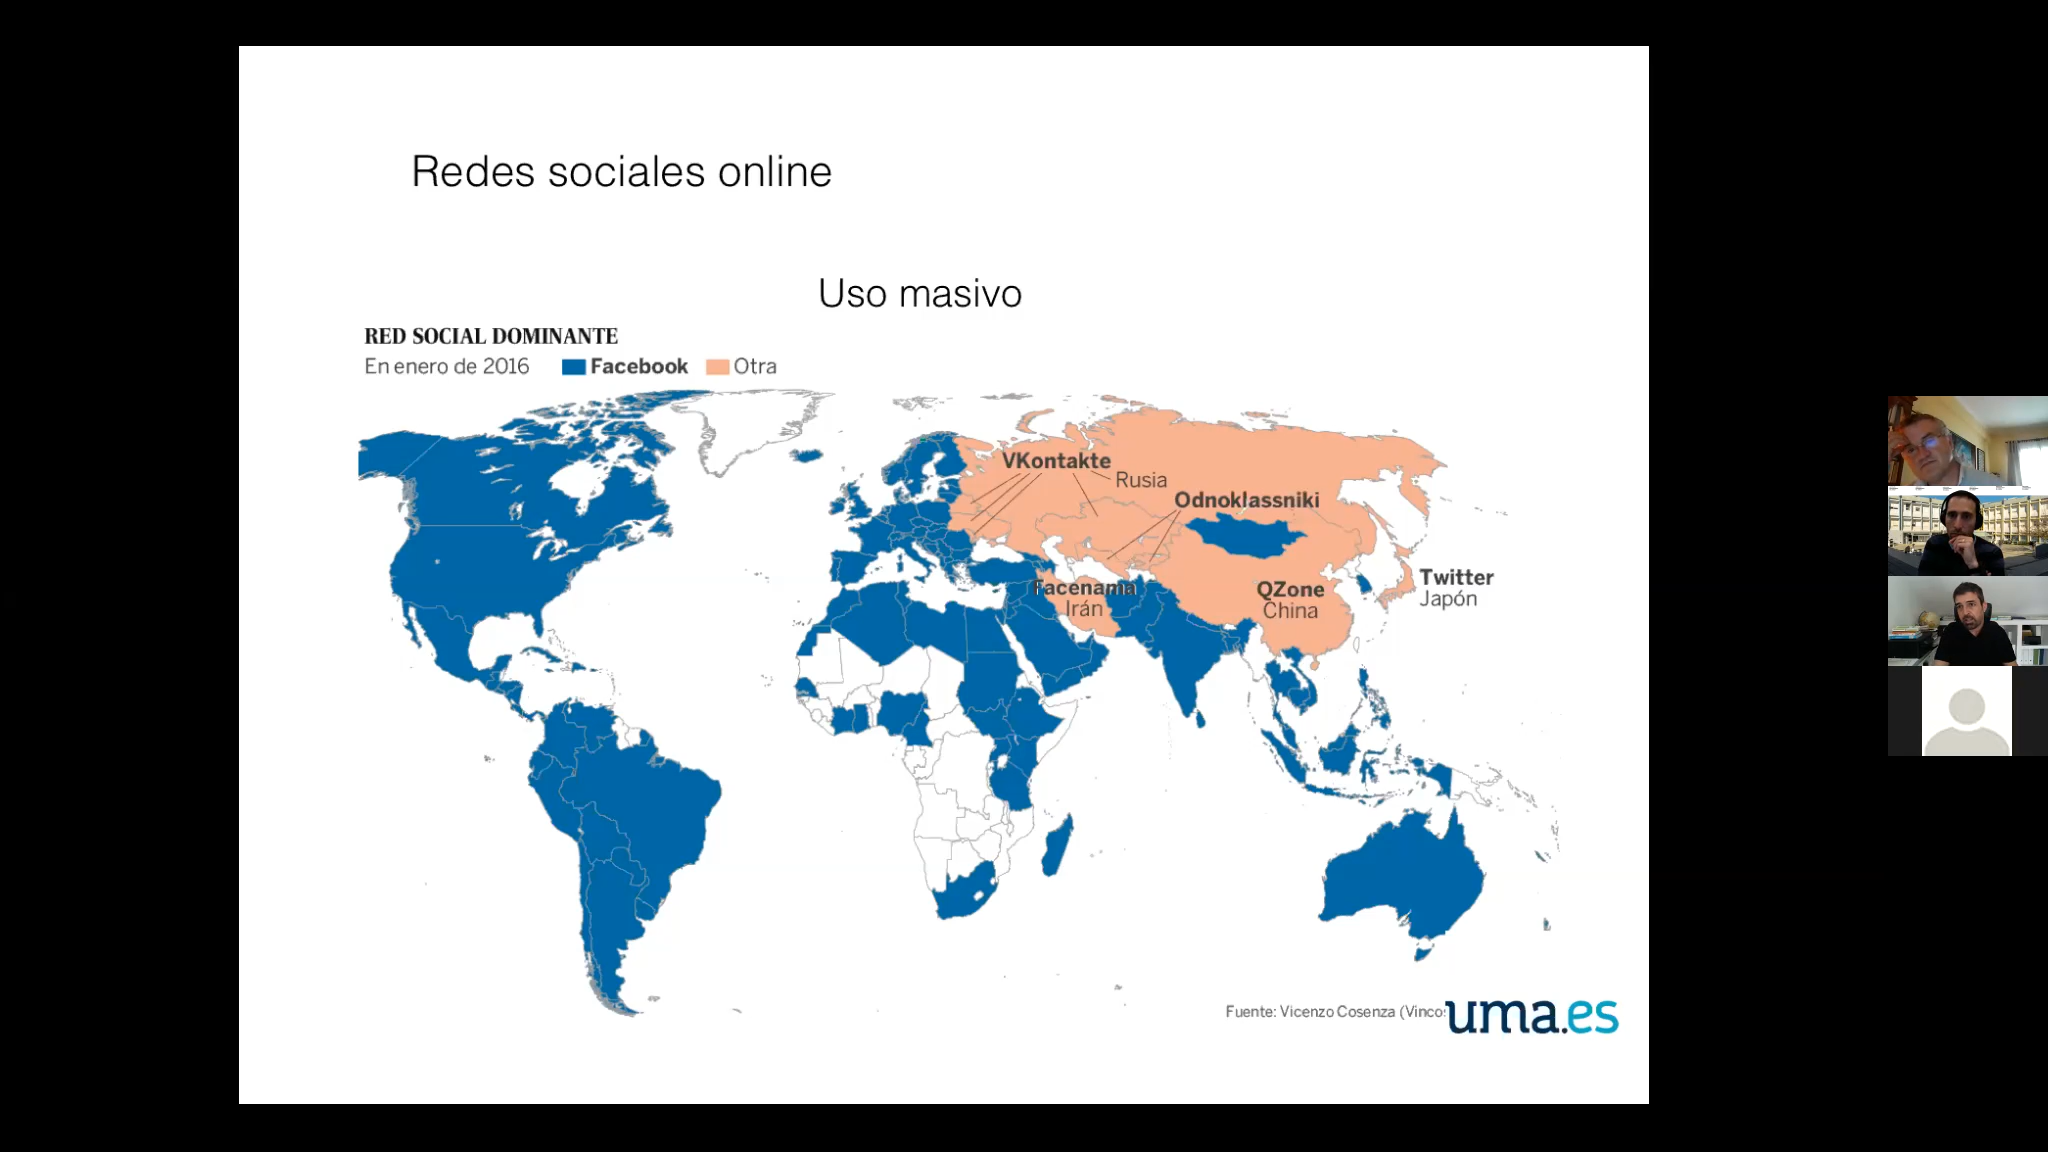 Redes sociales online
Uso masivo
RED SOCIAL DOMINANTE
En enero de 2016 Facebook Otra
VKontakte
Rusia
Odnoklassniki
Facenama
Irán
QZone
China
Twitter
Japón
Fuente: Vicenzo Cosenza (Vinco
uma.es